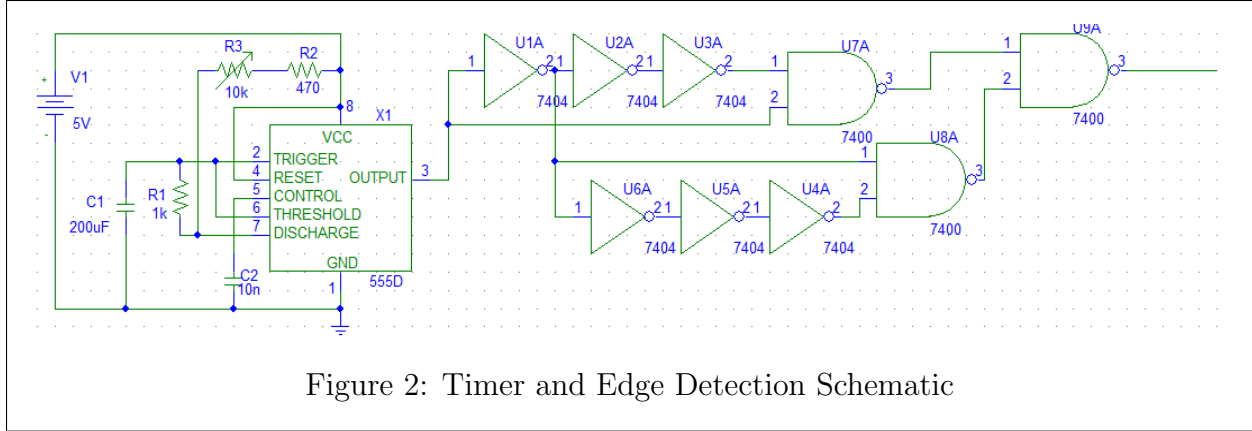 V1
+
-
5V
R3
10k
R2
470
8
X1
VCC
2 TRIGGER
4 RESET
5 CONTROL
6 THRESHOLD
7 DISCHARGE
OUTPUT 3
GND
1
555D
C1
200uF
R1
1k
C2
10n
1 U1A 2
7404
1 U2A 2
7404
1 U3A 2
7404
U7A
1
2
3
7400
U9A
1
2
3
7400
U8A
1
2
3
7400
1 U6A 2
7404
1 U5A 2
7404
1 U4A 2
7404
Figure 2: Timer and Edge Detection Schematic